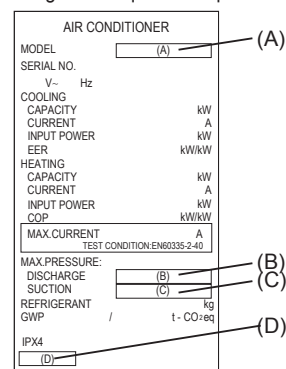 AIR CONDITIONER
MODEL (A) (A)
SERIAL NO.
V~ Hz
COOLING
CAPACITY kW
CURRENT A
INPUT POWER kW
EER kW/kW
HEATING
CAPACITY kW
CURRENT A
INPUT POWER kW
COP kW/kW
MAX.CURRENT A
TEST CONDITION:EN60335-2-40
MAX.PRESSURE:
DISCHARGE (B) (B)
SUCTION (C) (C)
REFRIGERANT kg
GWP / t - CO2eq
IPX4
(D) (D)